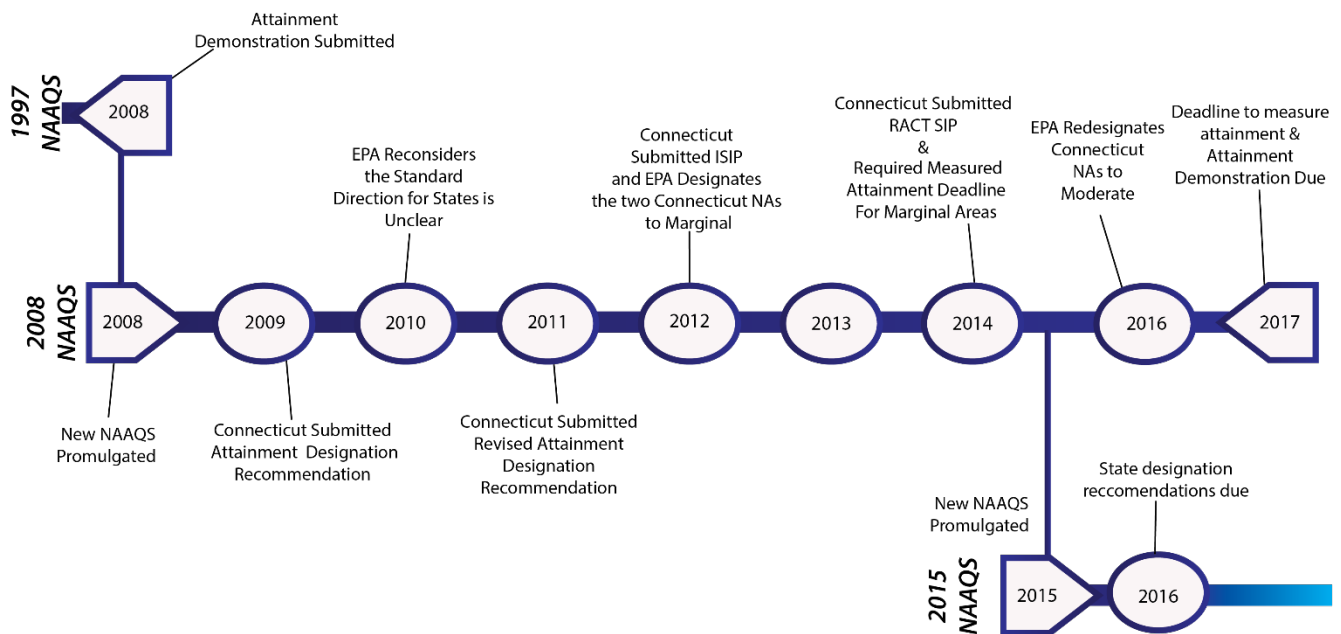 Attainment
Demonstration Submitted
1997
NAAQS
2008
EPA Reconsiders
the Standard
Direction for States is
Unclear
Connecticut
Submitted ISIP
and EPA Designates
the two Connecticut NAs
to Marginal
Connecticut Submitted
RACT SIP
&
Required Measured
Attainment Deadline
For Marginal Areas
EPA Redesignates
Connecticut
NAs to
Moderate
Deadline to measure
attainment &
Attainment
Demonstration Due
2008
NAAQS
2008
2009
2010
2011
2012
2013
2014
2016
2017
New NAAQS
Promulgated
Connecticut Submitted
Attainment Designation
Recommendation
Connecticut Submitted
Revised Attainment
Designation
Recommendation
New NAAQS
Promulgated
State designation
reccomendations due
2015
NAAQS
2015
2016